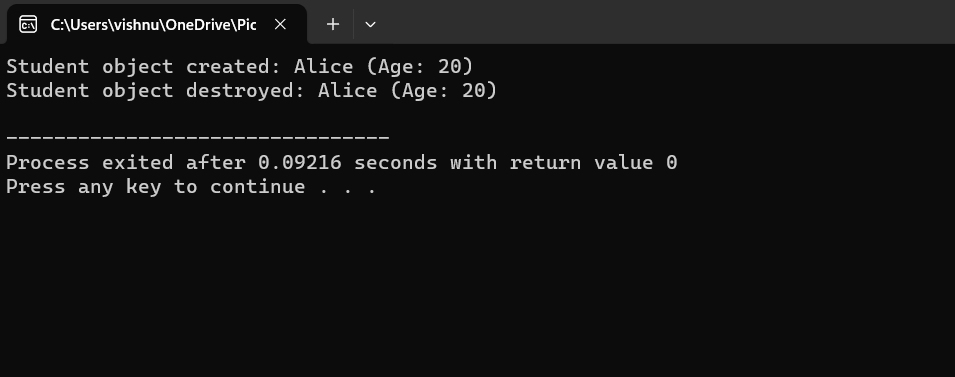 C:\Users\vishnu\OneDrive\Pic
Student object created: Alice (Age: 20)
Student object destroyed: Alice (Age: 20)
--------------------------------
Process exited after 0.09216 seconds with return value 0
Press any key to continue . . .